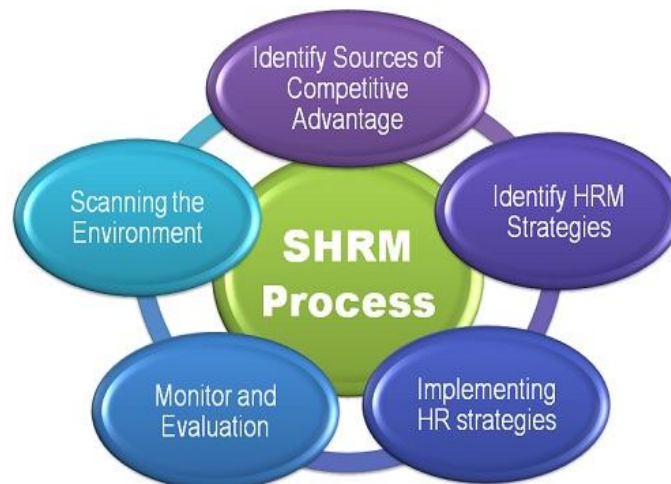 Identify Sources of
Competitive
Advantage
Scanning the
Environment
Identify HRM
Strategies
SHRM
Process
Monitor and
Evaluation
Implementing
HR strategies